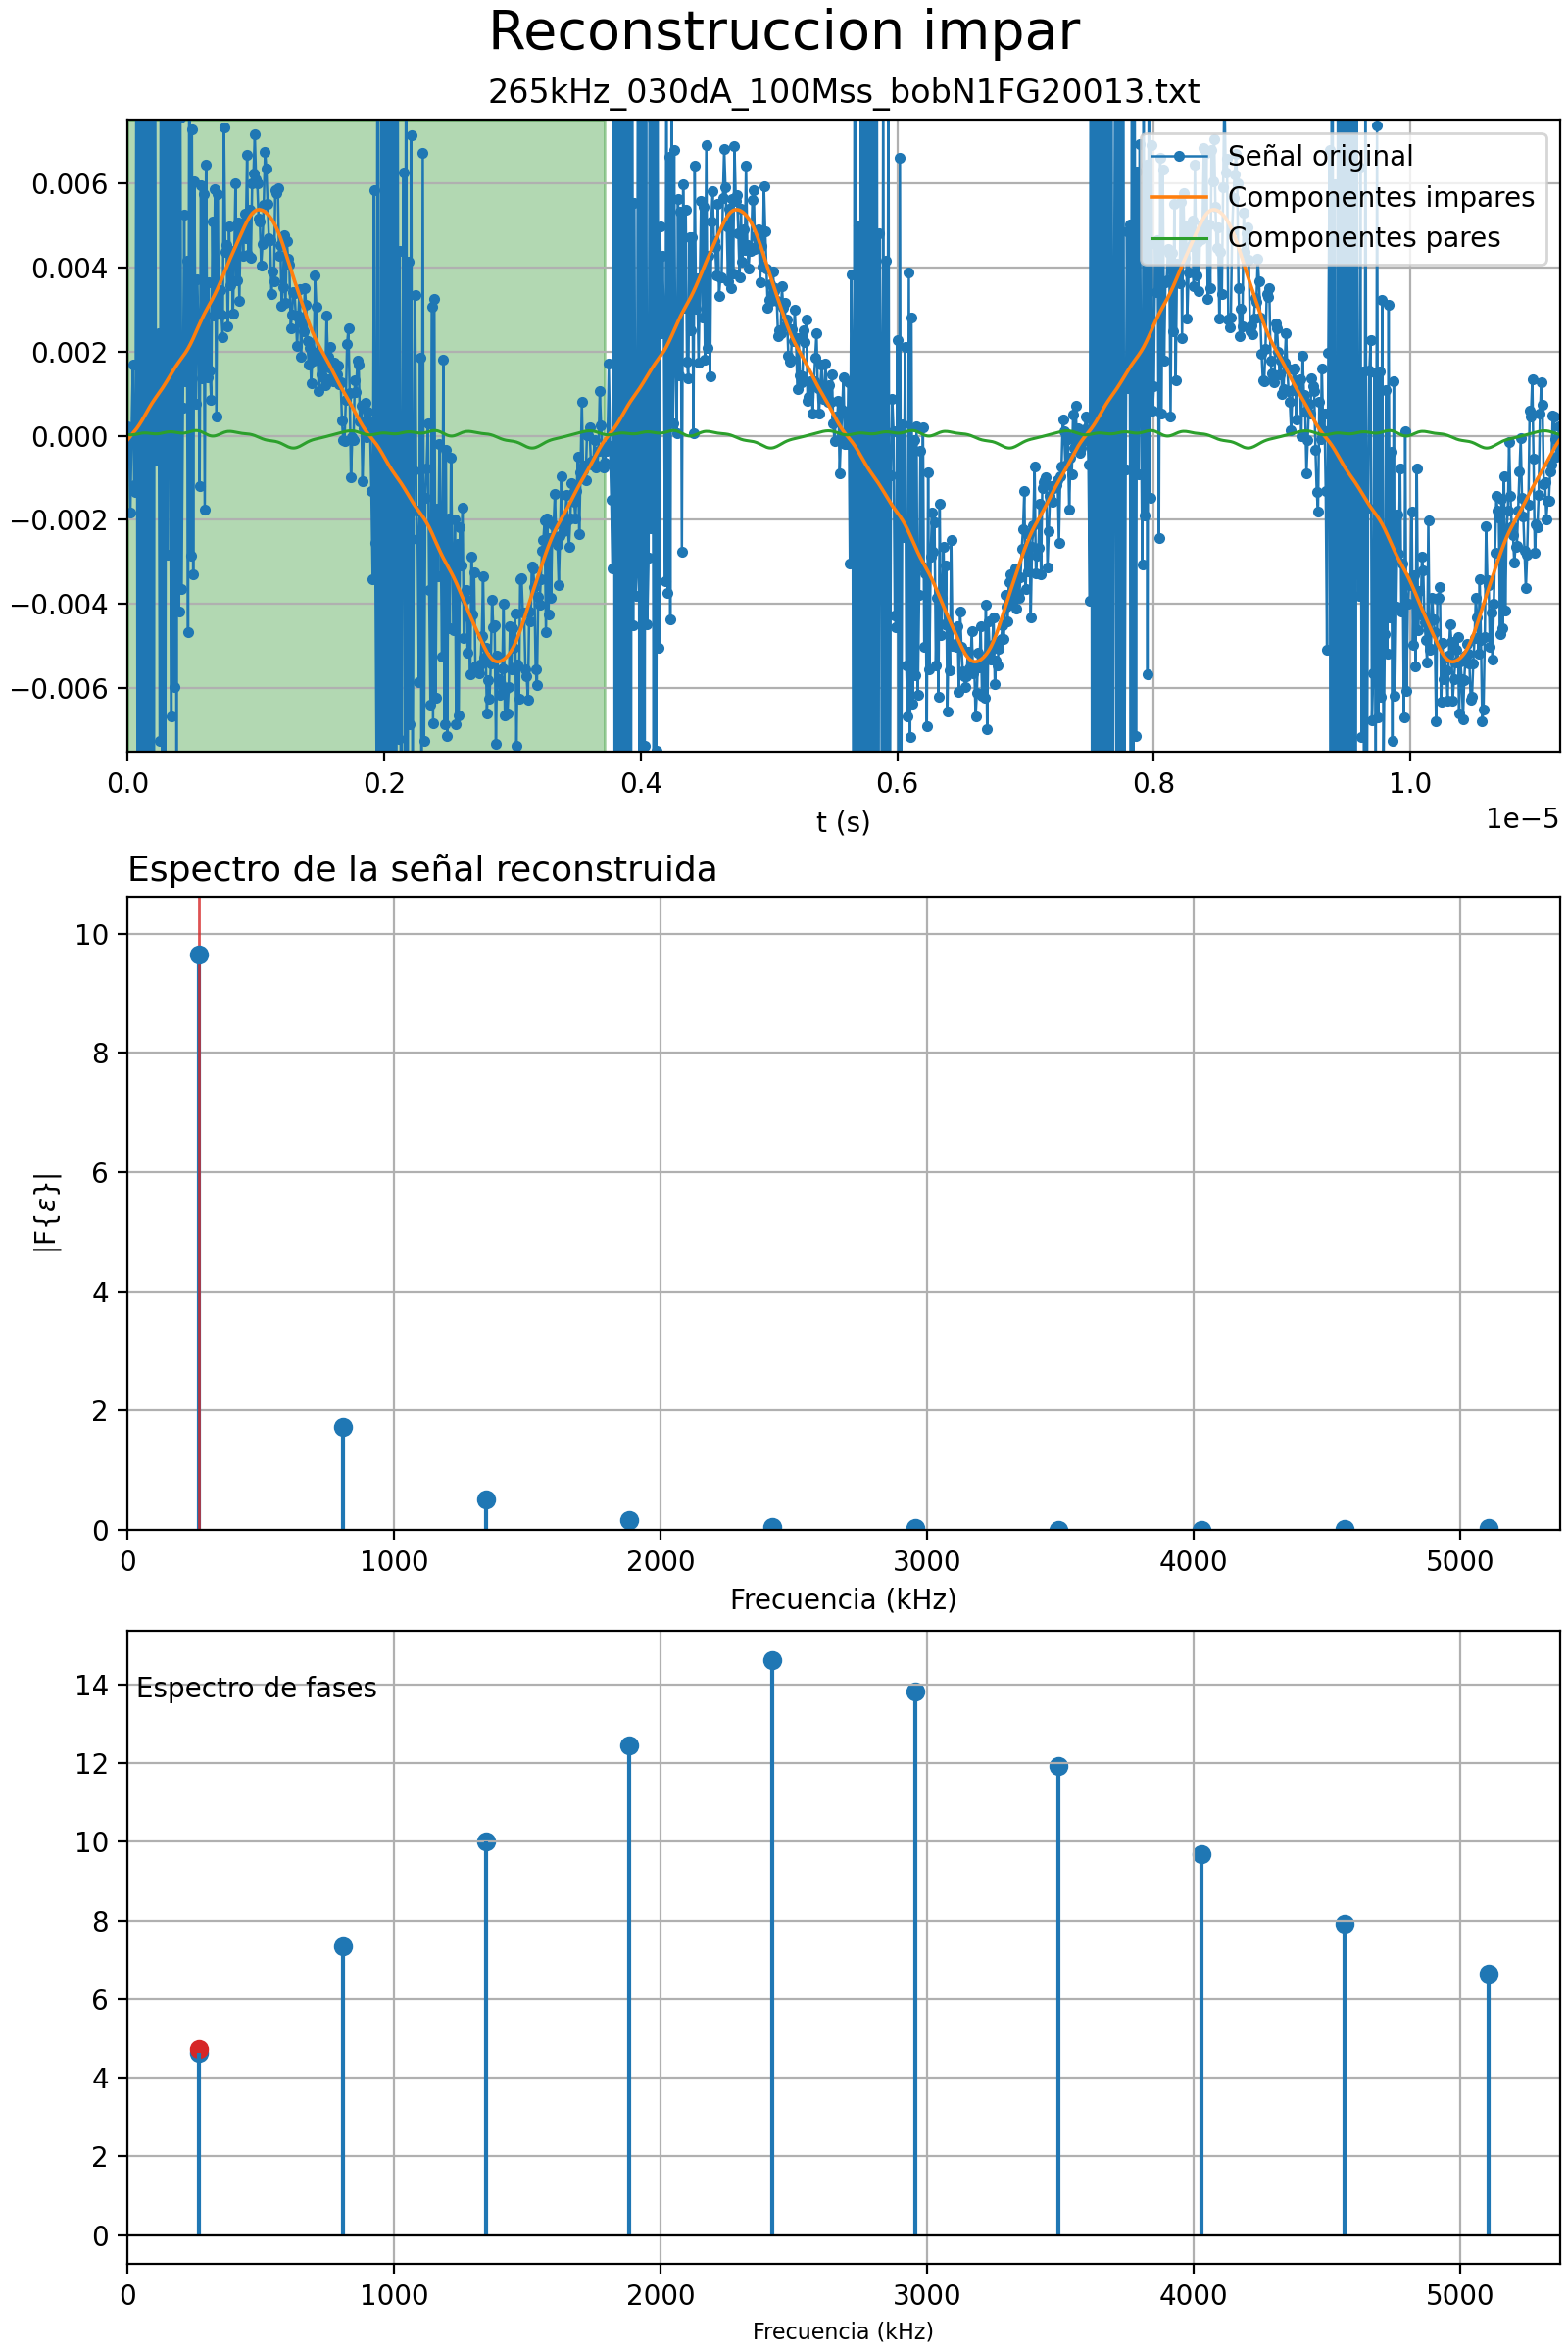 Reconstruccion impar
265kHz_030dA_100Mss_bobN1FG20013.txt
Señal original
Componentes impares
Componentes pares
0.006
0.004
0.002
0.000
−0.002
−0.004
−0.006
0.0 0.2 0.4 0.6 0.8 1.0
t (s)
1e−5
Espectro de la señal reconstruida
10
8
6
4
2
0
|F{ε}|
0 1000 2000 3000 4000 5000
Frecuencia (kHz)
Espectro de fases
14
12
10
8
6
4
2
0
0 1000 2000 3000 4000 5000
Frecuencia (kHz)